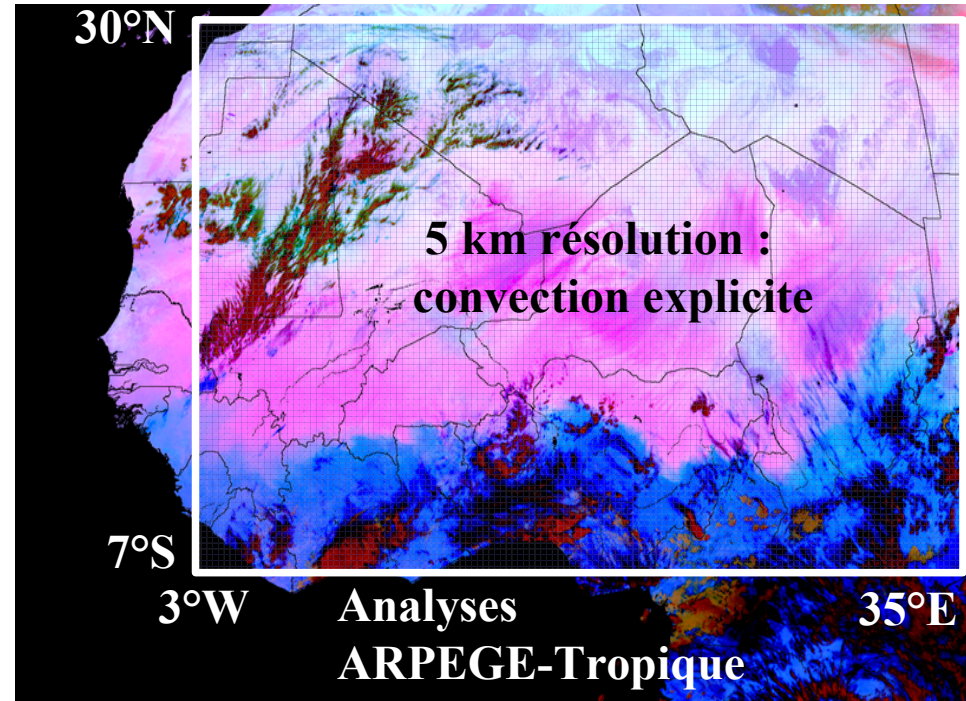 30°N
5 km résolution :
convection explicite
7°S
3°W
35°E
Analyses
ARPEGE-Tropique